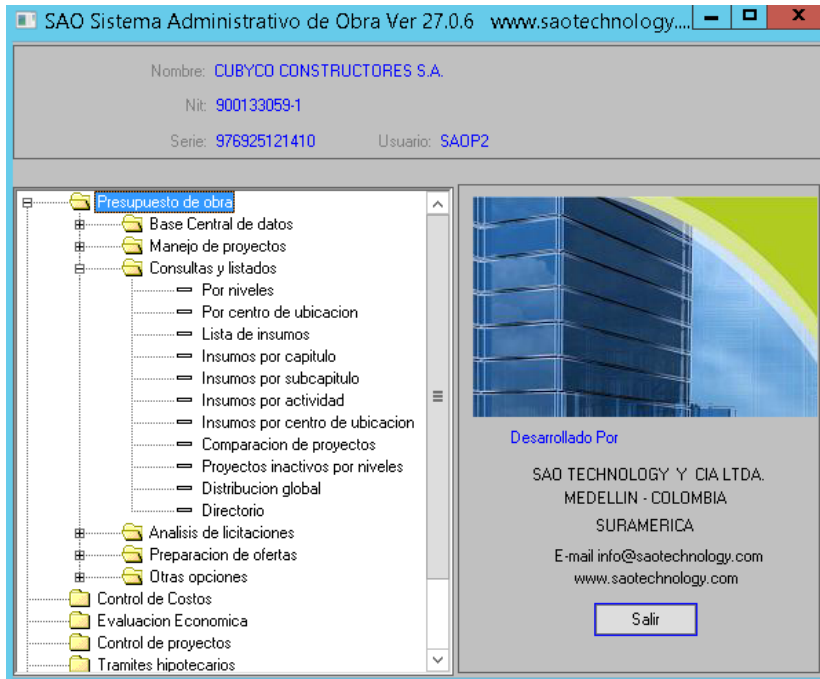 SAO Sistema Administrativo de Obra Ver 27.0.6 www.saotechnology....
Nombre: CUBYCO CONSTRUCTORES S.A.
Nit: 900133059-1
Serie: 976925121410 Usuario: SAOP2
Presupuesto de obra
Base Central de datos
Manejo de proyectos
Consultas y listados
Por niveles
Por centro de ubicacion
Lista de insumos
Insumos por capitulo
Insumos por subcapitulo
Insumos por actividad
Insumos por centro de ubicacion
Comparacion de proyectos
Proyectos inactivos por niveles
Distribucion global
Directorio
Analisis de licitaciones
Preparacion de ofertas
Otras opciones
Control de Costos
Evaluacion Economica
Control de proyectos
Tramites hipotecarios
Desarrollado Por
SAO TECHNOLOGY Y CIA LTDA.
MEDELLIN - COLOMBIA
SURAMERICA
E-mail info@saotechnology.com
www.saotechnology.com
Salir